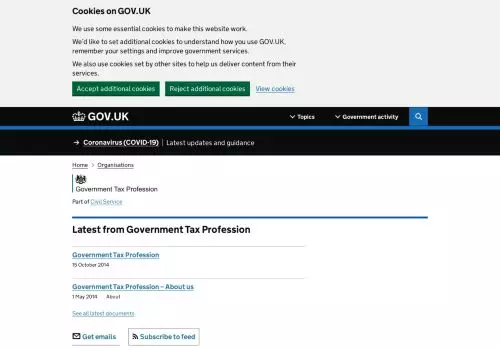 Cookies on GOV.UK
We use some essential cookies to make this website work.
We'd like to set additional cookies to understand how you use GOV.UK,
remember your settings and improve government services.
We also use cookies set by other sites to help us deliver content from their
services.
Accept additional cookies Reject additional cookies View cookies
GOV.UK Topics Government activity
→ Coronavirus (COVID-19) | Latest updates and guidance
Home > Organisations
Government Tax Profession
Part of Civil Service
Latest from Government Tax Profession
Government Tax Profession
15 October 2014
Government Tax Profession – About us
1 May 2014 About
See all latest documents
Get emails Subscribe to feed